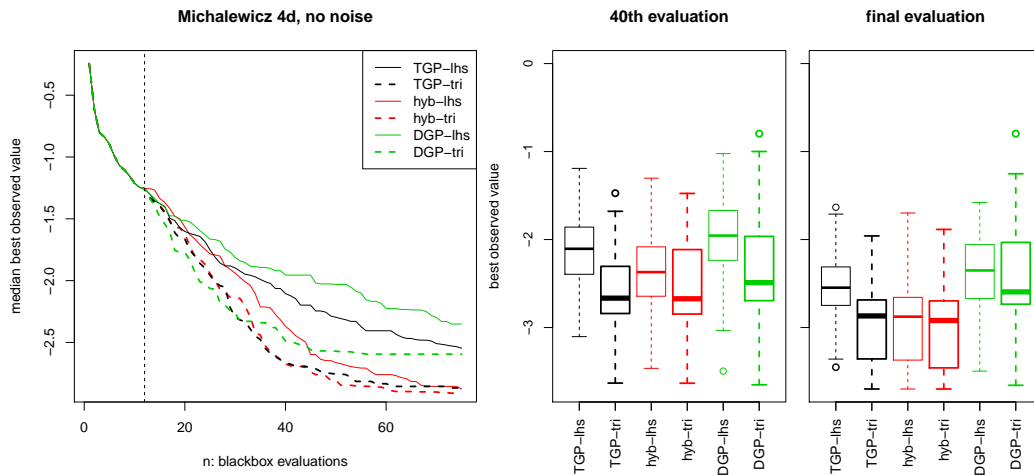 Michalewicz 4d, no noise
median best observed value
−0.5
−1.0
−1.5
−2.0
−2.5
0
20
40
60
n: blackbox evaluations
TGP−lhs
TGP−tri
hyb−lhs
hyb−tri
DGP−lhs
DGP−tri
40th evaluation
best observed value
0
−1
−2
−3
TGP−lhs
TGP−tri
hyb−lhs
hyb−tri
DGP−lhs
DGP−tri
final evaluation
TGP−lhs
TGP−tri
hyb−lhs
hyb−tri
DGP−lhs
DGP−tri